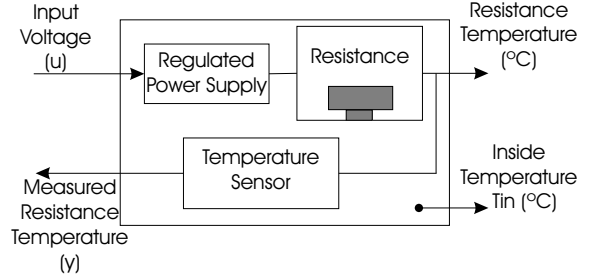 Input
Voltage
(u)
Regulated
Power Supply
Resistance
Resistance
Temperature
(°C)
Temperature
Sensor
Measured
Resistance
Temperature
(y)
Inside
Temperature
Tin (°C)